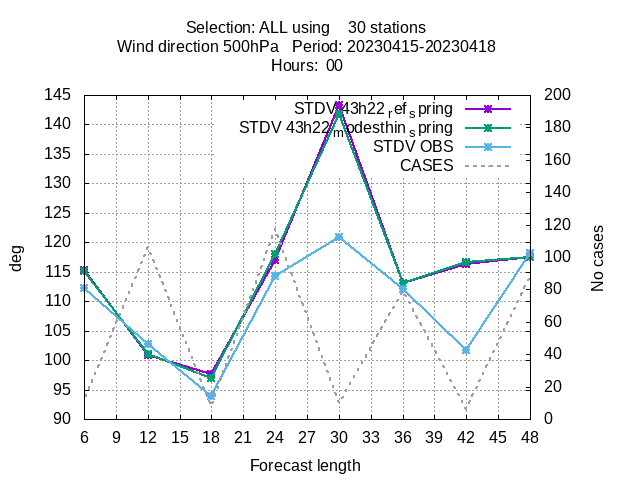 Selection: ALL using    30 stations
Wind direction 500hPa   Period: 20230415-20230418
Hours:  00
145
140
135
130
125
120
115
110
105
100
95
90
deg
STDV 43h22_ref_spring
STDV 43h22_modesthin_spring
STDV OBS
CASES
200
180
160
140
120
100
80
60
40
20
0
No cases
6 9 12 15 18 21 24 27 30 33 36 39 42 45 48
Forecast length